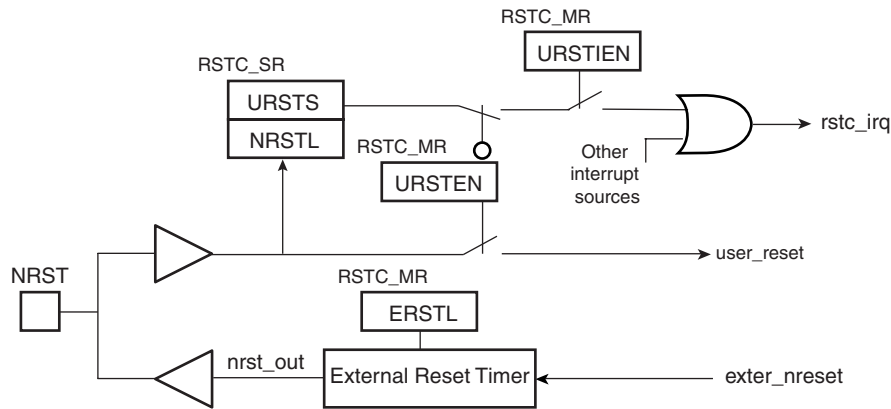 RSTC_MR
URSTIEN
RSTC_SR
URSTS
NRSTL
rstc_irq
RSTC_MR
Other
interrupt
sources
URSTEN
user_reset
NRST
RSTC_MR
ERSTL
nrst_out
External Reset Timer
exter_nreset